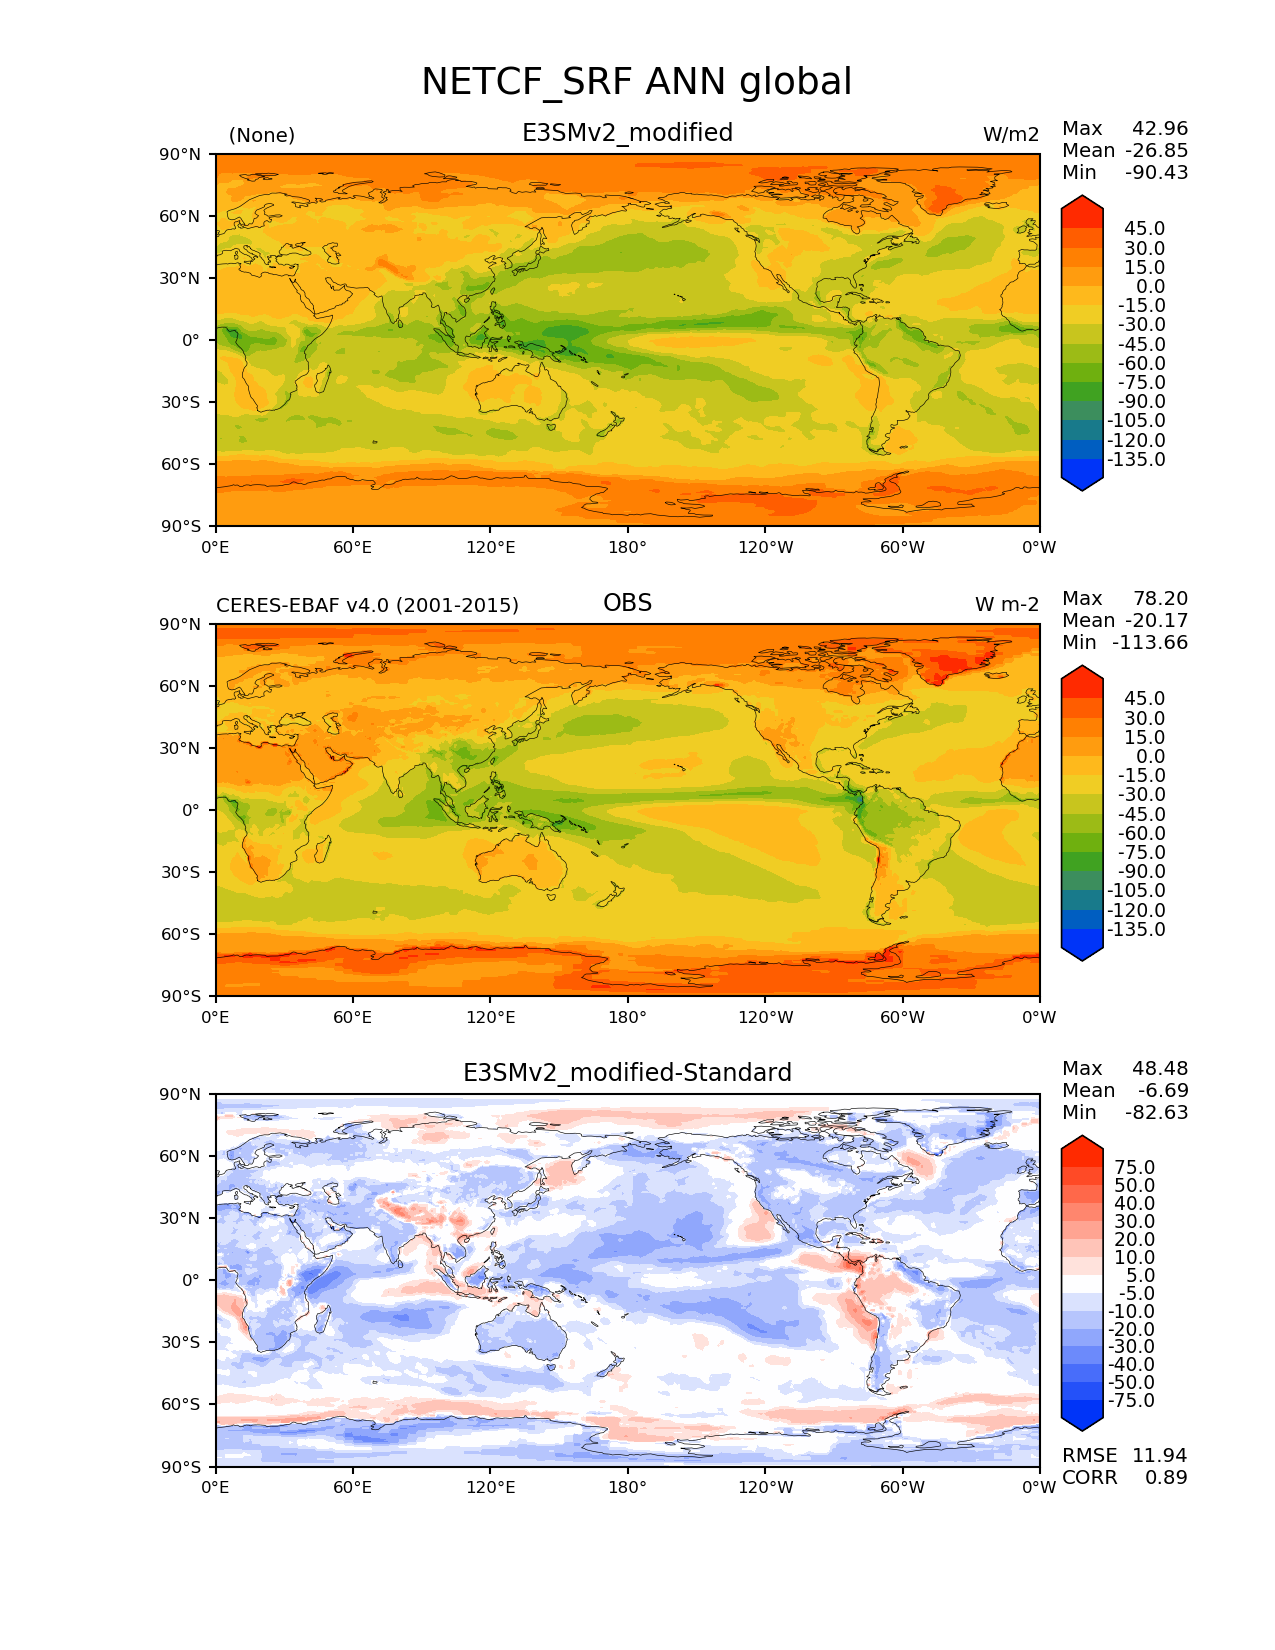 NETCF_SRF ANN global
(None) E3SMv2_modified W/m2
Max 42.96
Mean -26.85
Min -90.43
90°N
60°N
30°N
0°
30°S
60°S
90°S
0°E 60°E 120°E 180° 120°W 60°W 0°W
45.0
30.0
15.0
0.0
-15.0
-30.0
-45.0
-60.0
-75.0
-90.0
-105.0
-120.0
-135.0
CERES-EBAF v4.0 (2001-2015) OBS W m-2
Max 78.20
Mean -20.17
Min -113.66
90°N
60°N
30°N
0°
30°S
60°S
90°S
0°E 60°E 120°E 180° 120°W 60°W 0°W
45.0
30.0
15.0
0.0
-15.0
-30.0
-45.0
-60.0
-75.0
-90.0
-105.0
-120.0
-135.0
E3SMv2_modified-Standard
Max 48.48
Mean -6.69
Min -82.63
90°N
60°N
30°N
0°
30°S
60°S
90°S
0°E 60°E 120°E 180° 120°W 60°W 0°W
75.0
50.0
40.0
30.0
20.0
10.0
5.0
-5.0
-10.0
-20.0
-30.0
-40.0
-50.0
-75.0
RMSE 11.94
CORR 0.89